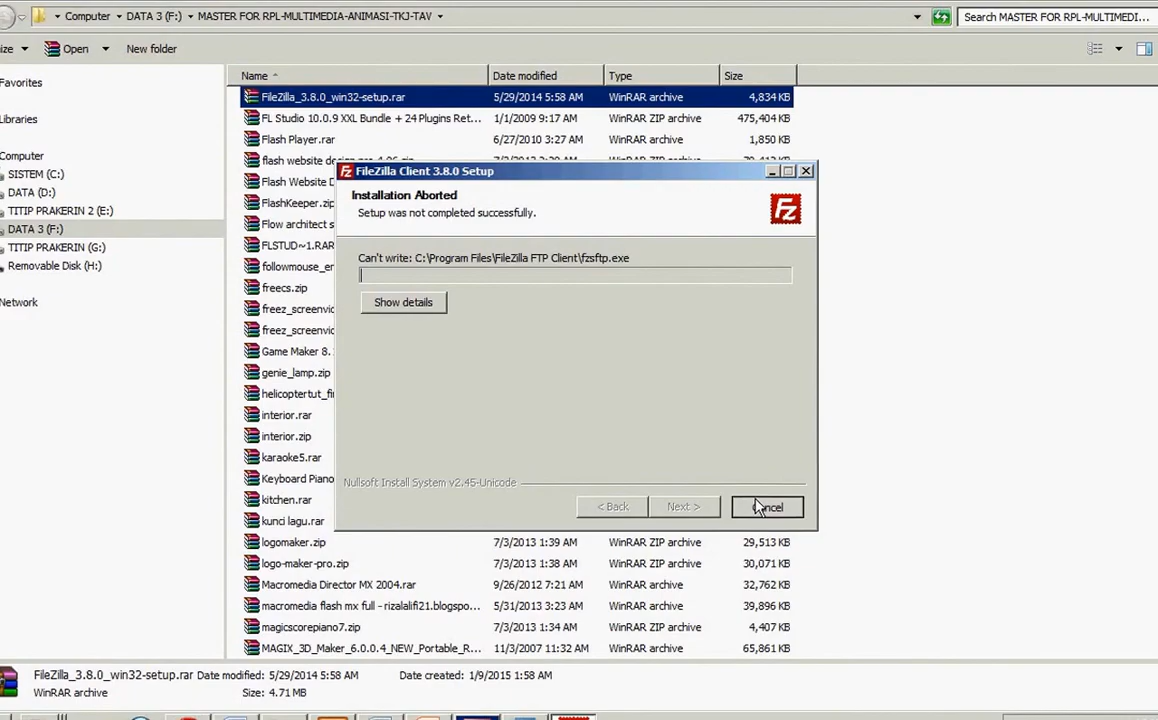 Computer DATA 3 (F:) MASTER FOR RPL-MULTIMEDIA-ANIMASI-TKJ-TAV
Search MASTER FOR RPL-MULTIMEDI...
ize Open New folder
Name Date modified Type Size
Favorites
Libraries
Computer
SISTEM (C:)
DATA (D:)
TITIP PRAKERIN 2 (E:)
DATA 3 (F:)
TITIP PRAKERIN (G:)
Removable Disk (H:)
Network
FileZilla_3.8.0_win32-setup.rar 5/29/2014 5:58 AM WinRAR archive 4,834 KB
FL Studio 10.0.9 XXL Bundle + 24 Plugins Ret... 1/1/2009 9:17 AM WinRAR ZIP archive 475,404 KB
Flash Player.rar 6/27/2010 3:27 AM WinRAR archive 1,850 KB
flash website
Flash Website D
FlashKeeper.zip
Flow architect s
FLSTUD~1.RAR
followmouse_en
freecs.zip
freez_screenvic
freez_screenvic
Game Maker 8.
genie_lamp.zip
helicoptertut_fi
interior.rar
interior.zip
karaoke5.rar
Keyboard Piano
kitchen.rar
kunci lagu.rar
logomaker.zip 7/3/2013 1:39 AM WinRAR ZIP archive 29,513 KB
logo-maker-pro.zip 7/3/2013 1:38 AM WinRAR ZIP archive 30,071 KB
Macromedia Director MX 2004.rar 9/26/2012 7:21 AM WinRAR archive 32,762 KB
macromedia flash mx full - rizalalifi21.blogspo... 5/31/2013 3:23 AM WinRAR archive 39,896 KB
magicscorepiano7.zip 7/3/2013 1:34 AM WinRAR ZIP archive 4,407 KB
MAGIX_3D_Maker_6.0.0.4_NEW_Portable_R... 11/3/2007 11:32 AM WinRAR archive 65,861 KB
FileZilla Client 3.8.0 Setup
Installation Aborted
Setup was not completed successfully.
Fz
Can't write: C:\Program Files\FileZilla FTP Client\fzsftp.exe
Show details
Nullsoft Install System v2.45-Unicode
< Back Next > Cancel
FileZilla_3.8.0_win32-setup.rar Date modified: 5/29/2014 5:58 AM Date created: 1/9/2015 1:58 AM
WinRAR archive Size: 4.71 MB